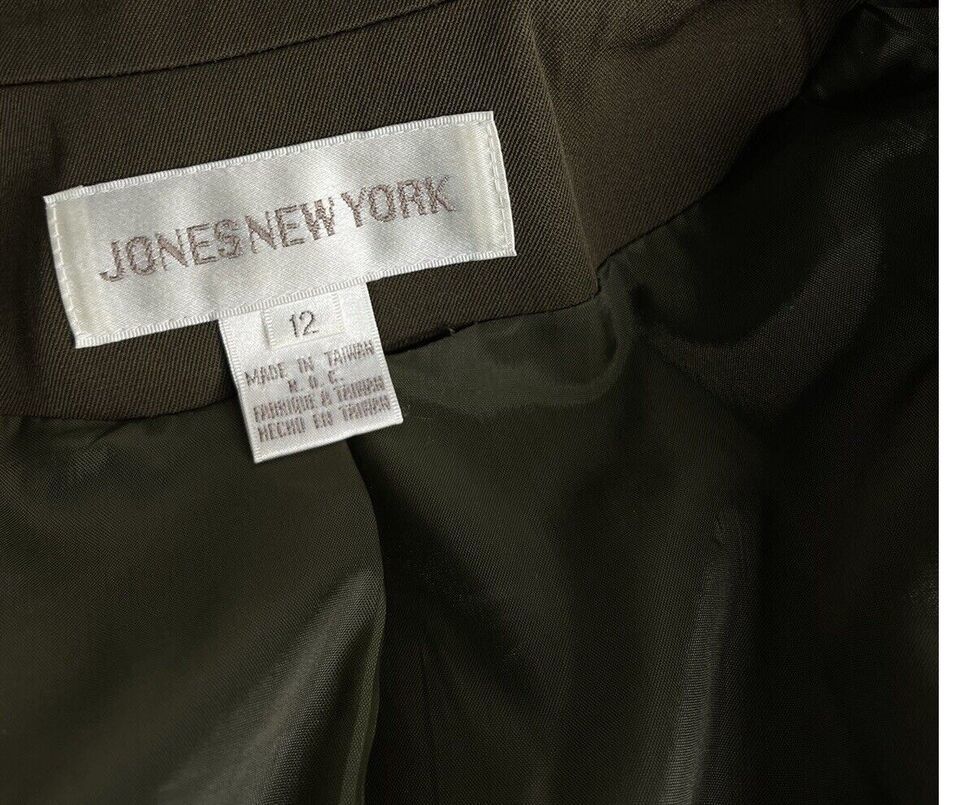 JONES NEW YORK
12
MADE IN TAIWAN
R.O.C.
FABRIQUE A TAIWAN
HECHO EN TAIWAN